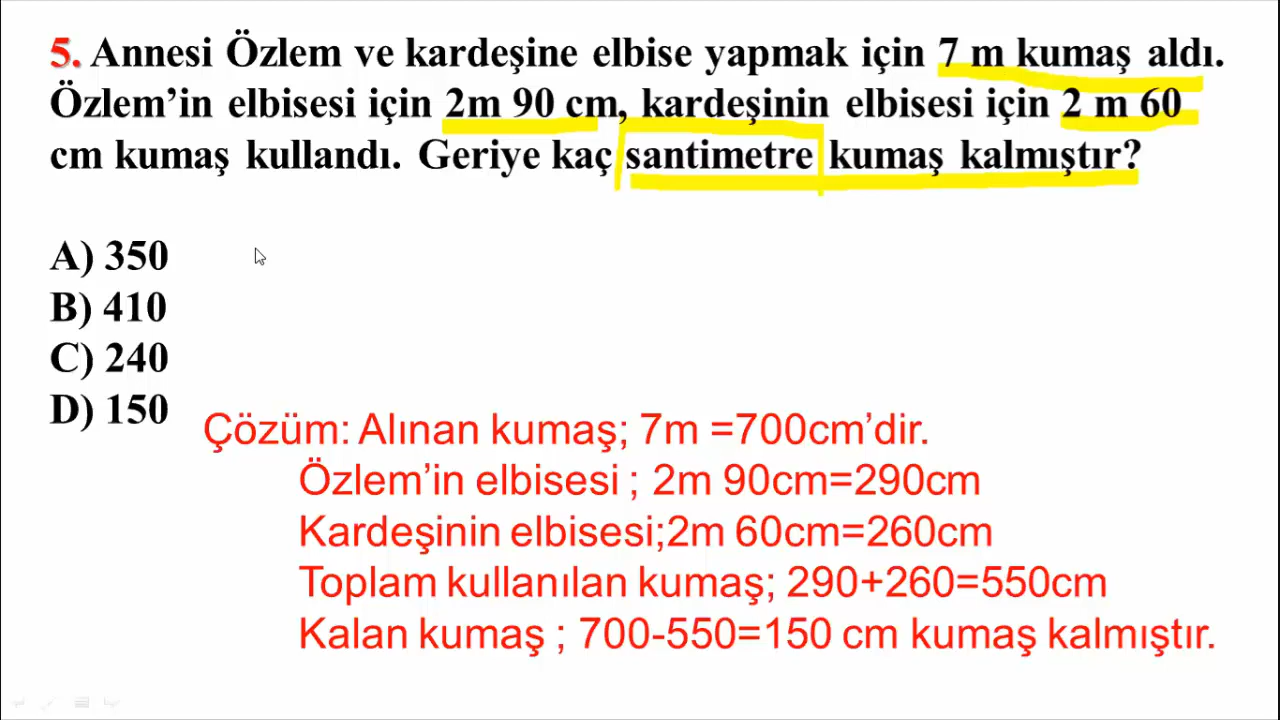 5. Annesi Özlem ve kardeşine elbise yapmak için 7 m kumaş aldı.
Özlem’in elbisesi için 2m 90 cm, kardeşinin elbisesi için 2 m 60
cm kumaş kullandı. Geriye kaç santimetre kumaş kalmıştır?
A) 350
B) 410
C) 240
D) 150
Çözüm: Alınan kumaş; 7m =700cm’dir.
Özlem’in elbisesi ; 2m 90cm=290cm
Kardeşinin elbisesi;2m 60cm=260cm
Toplam kullanılan kumaş; 290+260=550cm
Kalan kumaş ; 700-550=150 cm kumaş kalmıştır.